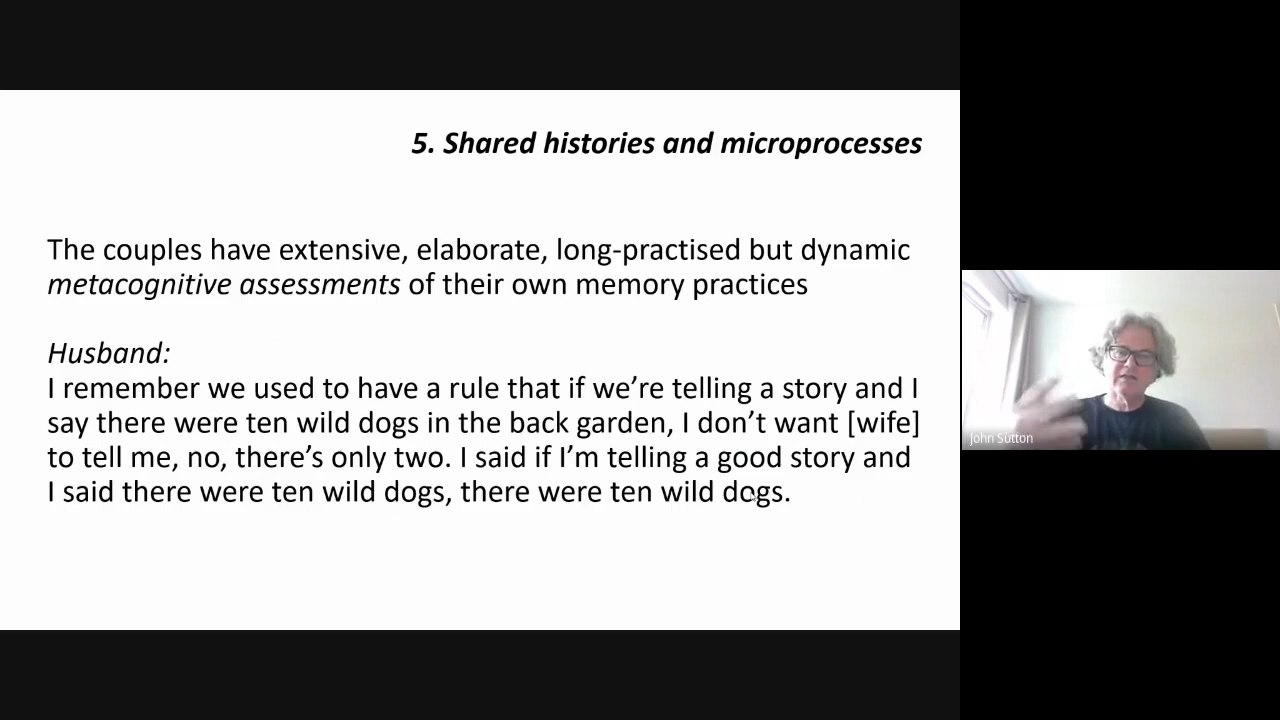 5. Shared histories and microprocesses
The couples have extensive, elaborate, long-practised but dynamic
metacognitive assessments of their own memory practices
Husband:
I remember we used to have a rule that if we’re telling a story and I
say there were ten wild dogs in the back garden, I don’t want [wife]
to tell me, no, there’s only two. I said if I’m telling a good story and
I said there were ten wild dogs, there were ten wild dogs.
John Sutton